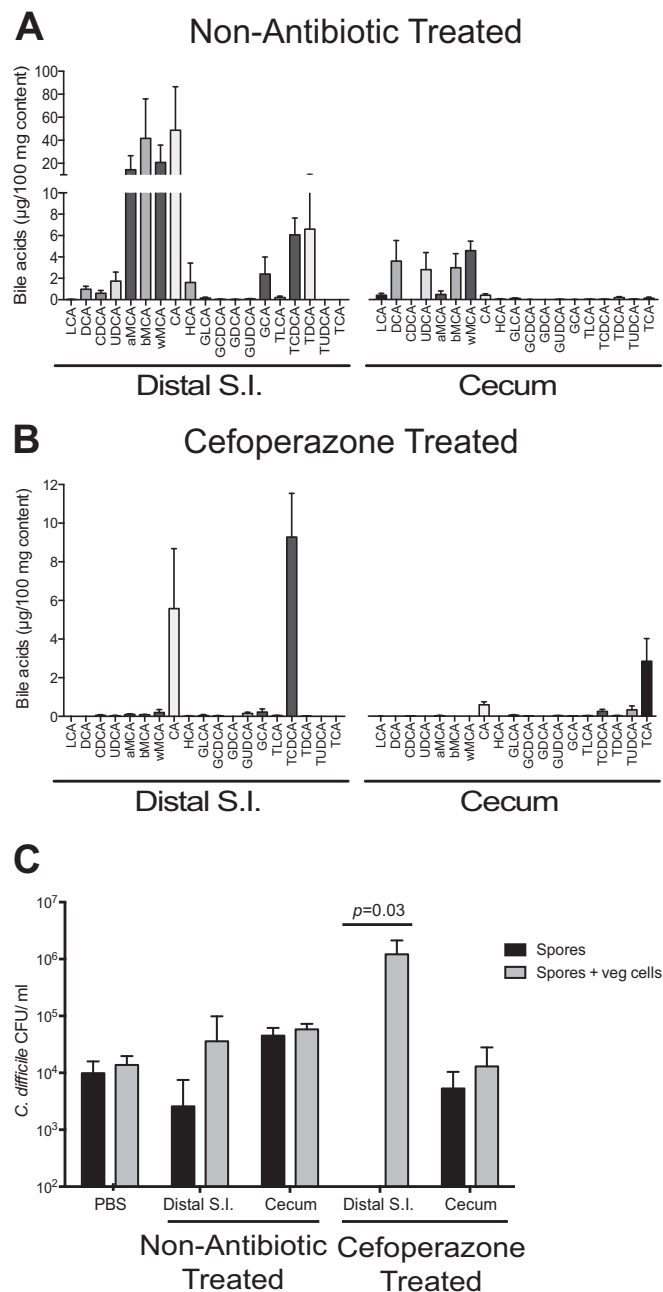 A
Non-Antibiotic Treated
Bile acids (µg/100 mg content)
100
80
60
40
20
10
8
6
4
2
0
LCA
DCA
CDCA
UDCA
aMCA
bMCA
wMCA
CA
HCA
GLCA
GCDCA
GDCA
GUDCA
GCA
TLCA
TCDCA
TDCA
TUDCA
TCA
LCA
DCA
CDCA
UDCA
aMCA
bMCA
wMCA
CA
HCA
GLCA
GCDCA
GDCA
GUDCA
GCA
TLCA
TCDCA
TDCA
TUDCA
TCA
Distal S.I.
Cecum
B
Cefoperazone Treated
Bile acids (µg/100 mg content)
12
10
8
6
4
2
0
LCA
DCA
CDCA
UDCA
aMCA
bMCA
wMCA
CA
HCA
GLCA
GCDCA
GDCA
GUDCA
GCA
TLCA
TCDCA
TDCA
TUDCA
TCA
LCA
DCA
CDCA
UDCA
aMCA
bMCA
wMCA
CA
HCA
GLCA
GCDCA
GDCA
GUDCA
GCA
TLCA
TCDCA
TDCA
TUDCA
TCA
Distal S.I.
Cecum
C
C. difficile CFU/ ml
10⁷
10⁶
10⁵
10⁴
10³
10²
p=0.03
Spores
Spores + veg cells
PBS
Distal S.I.
Cecum
Distal S.I.
Cecum
Non-Antibiotic
Treated
Cefoperazone
Treated